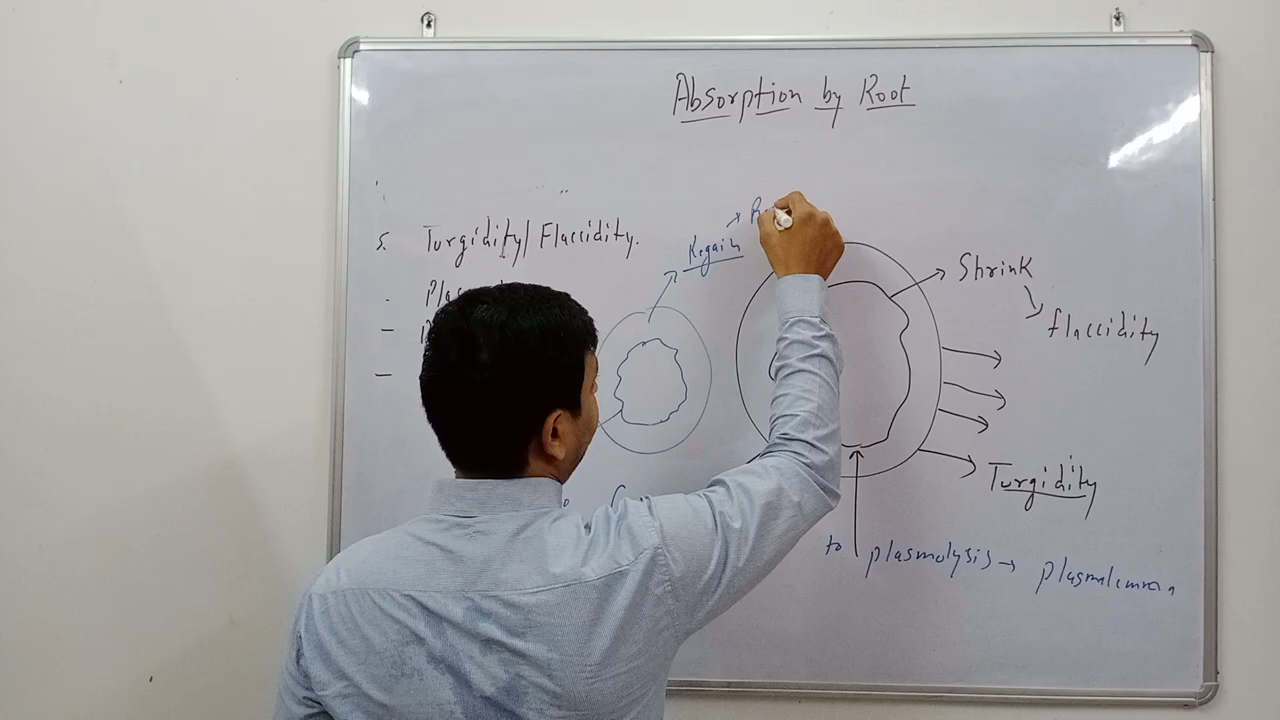 Absorption by Root
5. Turgidity/Flaccidity.
-
-
Regain
Shrink
flaccidity
Turgidity
to plasmolysis → plasmalemma